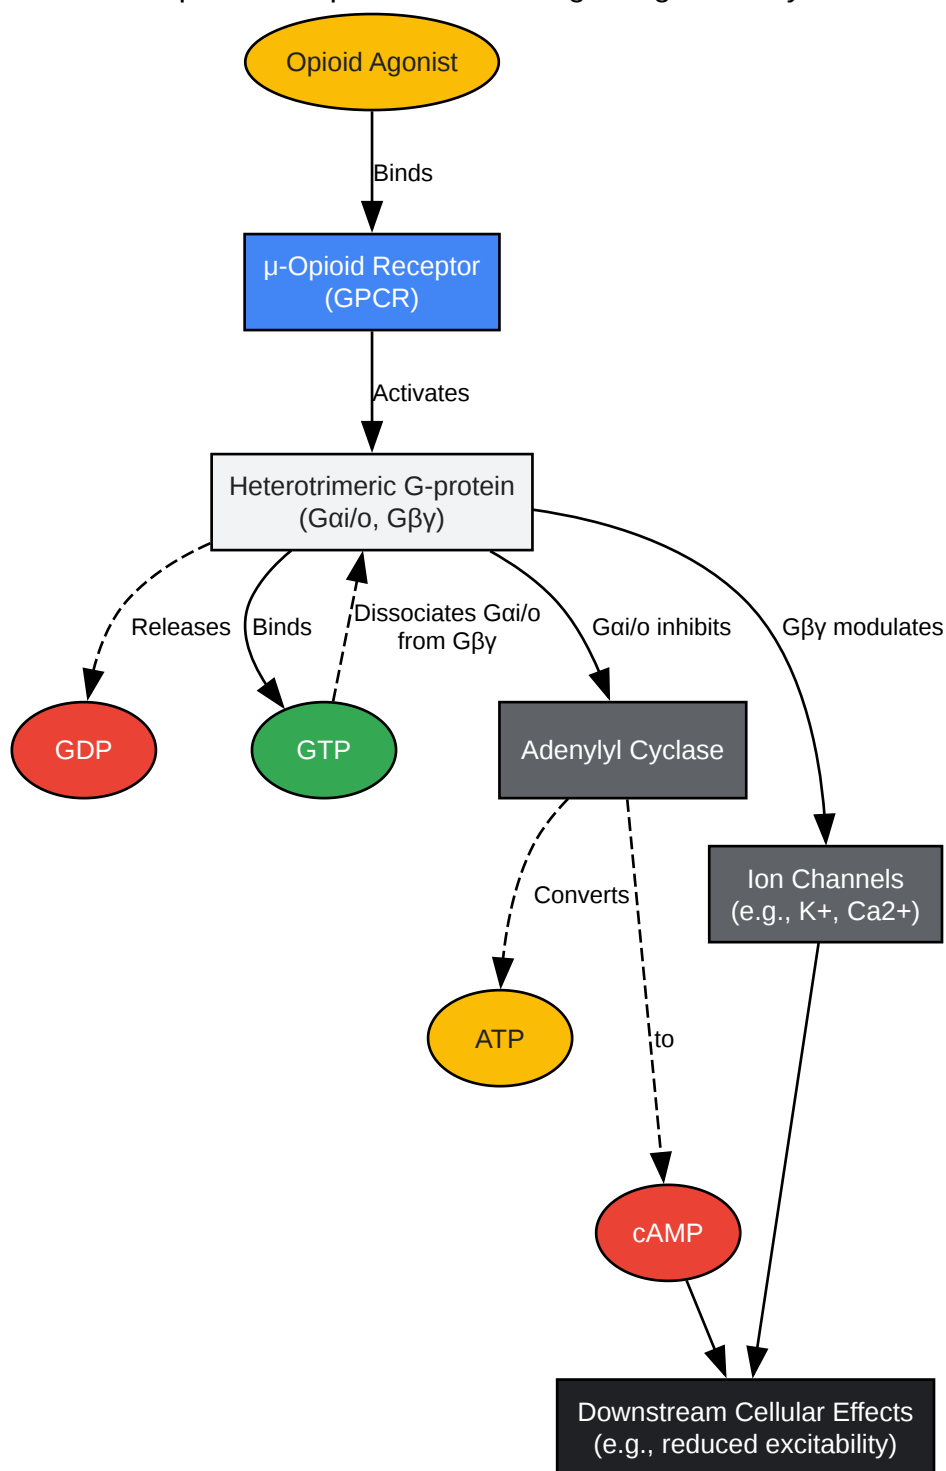 Opioid Agonist
Binds
μ-Opioid Receptor
(GPCR)
Activates
Heterotrimeric G-protein
(Gαi/o, Gβγ)
Releases
Binds
Dissociates Gαi/o
from Gβγ
Gαi/o inhibits
Gβγ modulates
GDP
GTP
Adenylyl Cyclase
Ion Channels
(e.g., K+, Ca2+)
Converts
ATP
to
cAMP
Downstream Cellular Effects
(e.g., reduced excitability)